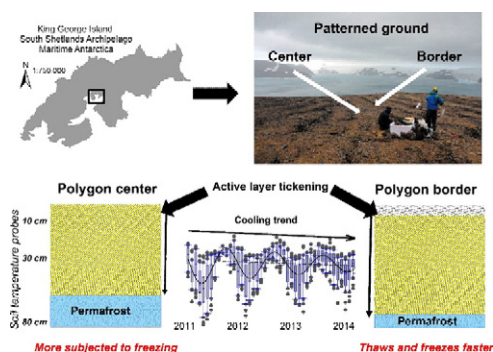 King George Island
South Shetlands Archipelago
Maritime Antarctica
N
1:750.000
Patterned ground
Center
Border
Polygon center
Active layer tickening
Polygon border
Soil temperature probes
10 cm
30 cm
80 cm
Cooling trend
Permafrost
Permafrost
2011
2012
2013
2014
More subjected to freezing
Thaws and freezes faster